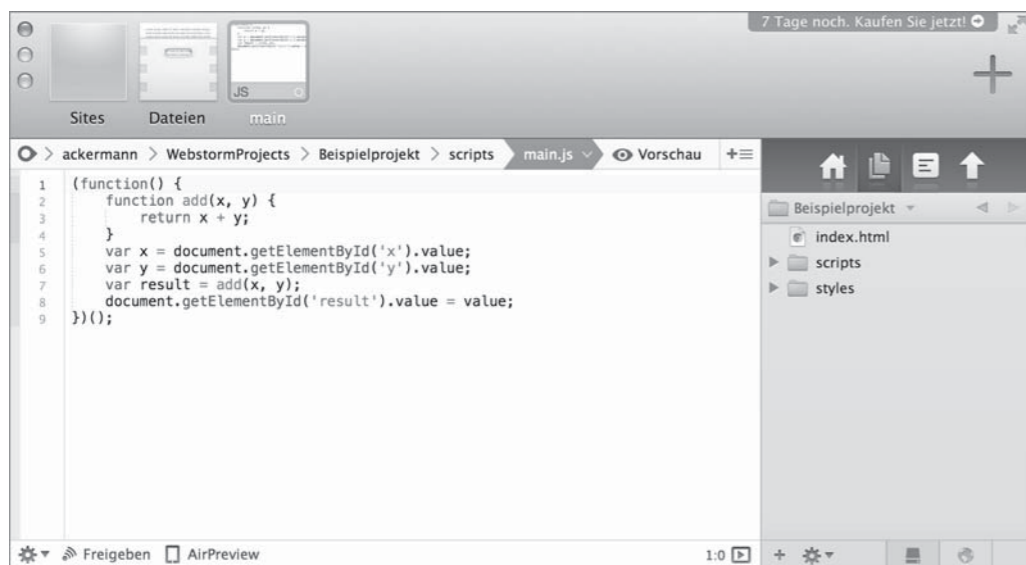 7 Tage noch. Kaufen Sie jetzt!
JS
Sites Dateien main
ackermann > WebstormProjects > Beispielprojekt > scripts main.js Vorschau
1 (function() {
2 function add(x, y) {
3 return x + y;
4 }
5 var x = document.getElementById('x').value;
6 var y = document.getElementById('y').value;
7 var result = add(x, y);
8 document.getElementById('result').value = value;
9 })();
Beispielprojekt
index.html
scripts
styles
Freigeben AirPreview 1:0